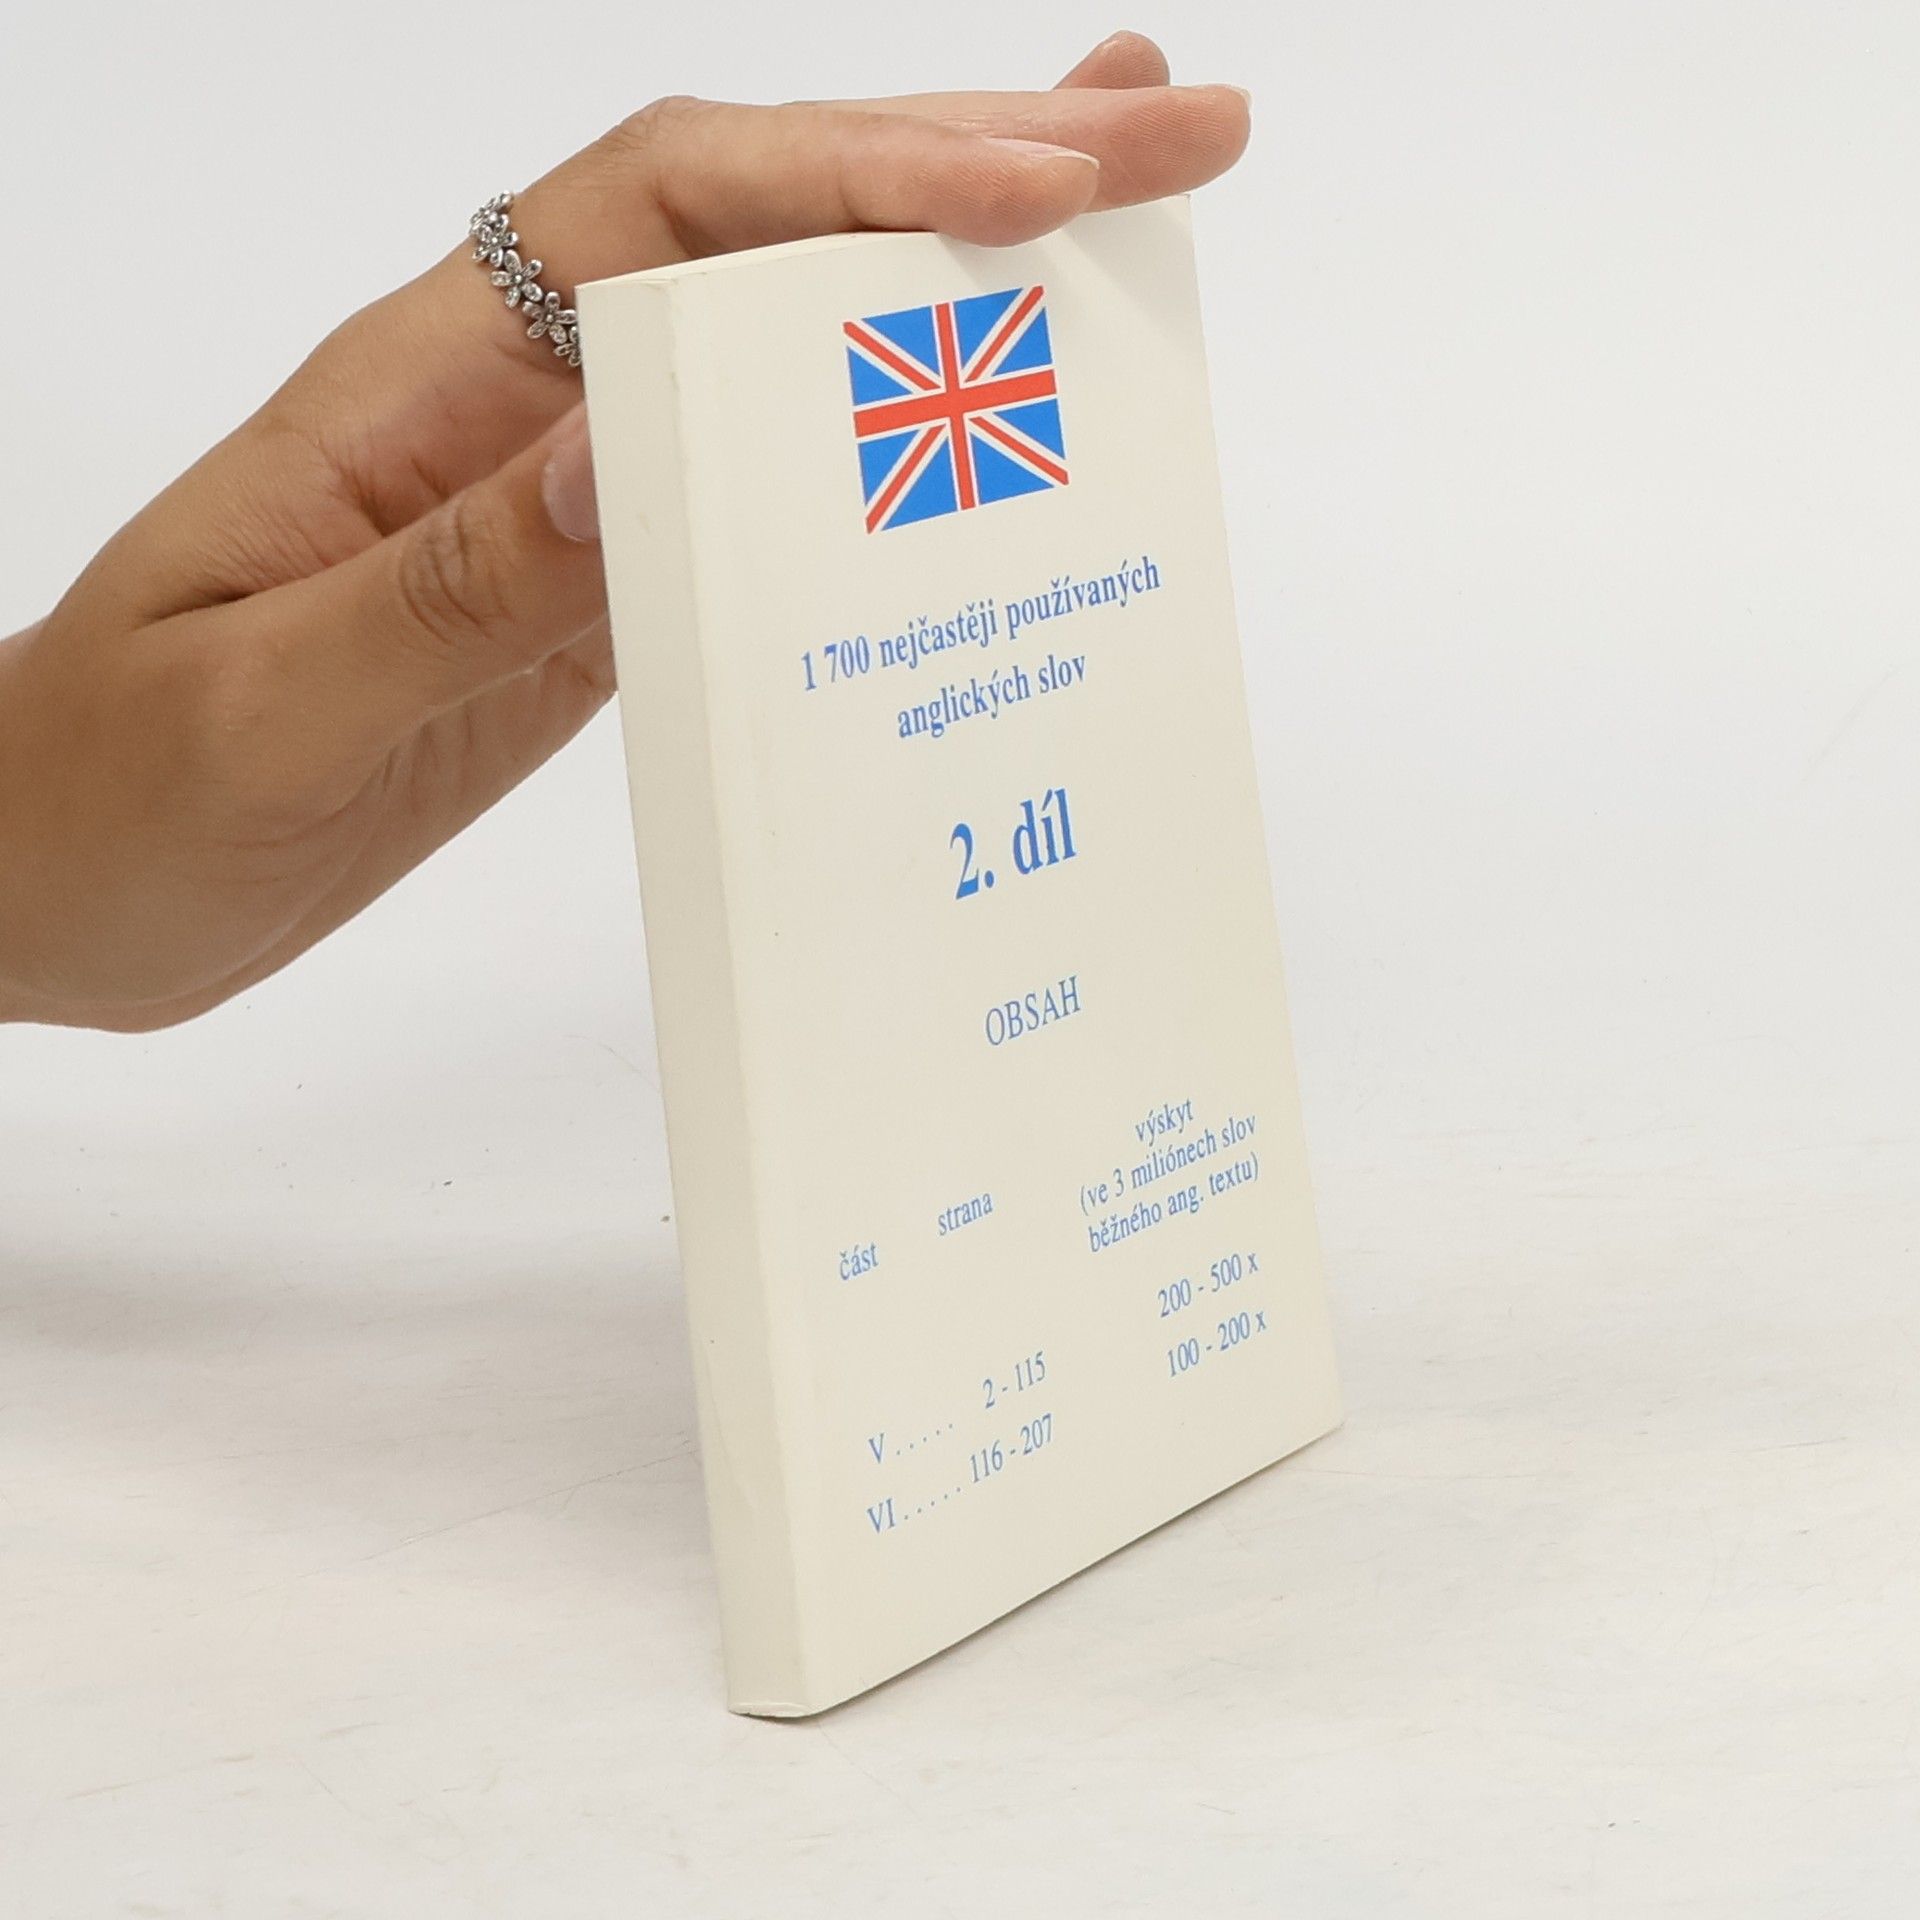 1 700 nejčastěji používaných
anglických slov
2. díl
OBSAH
část strana výskyt
(ve 3 miliónech slov
běžného ang. textu)
V ..... 2 - 115 200 - 500 x
VI ..... 116 - 207 100 - 200 x